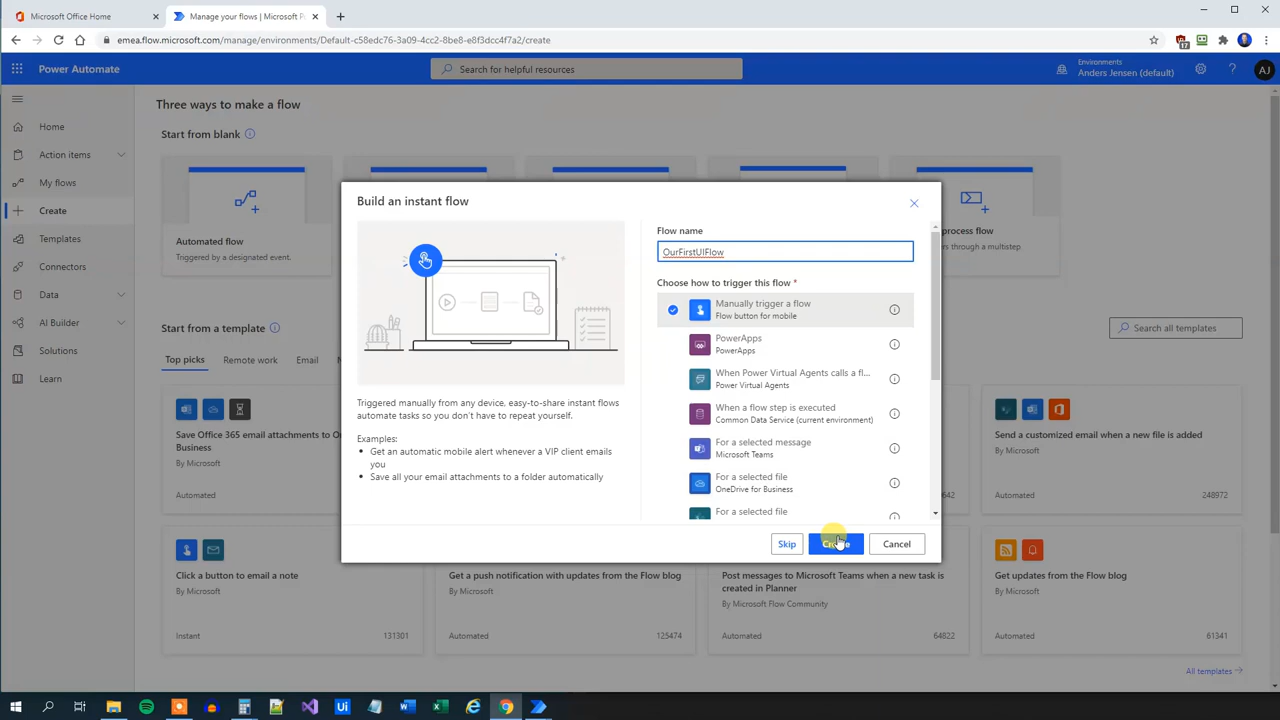 Microsoft Office Home
Manage your flows | Microsoft P
emea.flow.microsoft.com/manage/environments/Default-c58edc76-3a09-4cc2-8be8-e8f3dcc4f7a2/create
17
Power Automate
Search for helpful resources
Environments
Anders Jensen (default)
?
AJ
Home
Action items
My flows
Create
Templates
Connectors
Data
AI Builder
Solutions
Learn
Three ways to make a flow
Start from blank
Automated flow
Triggered by a designated event.
process flow
ers through a multistep
Build an instant flow
Triggered manually from any device, easy-to-share instant flows
automate tasks so you don't have to repeat yourself.
Examples:
• Get an automatic mobile alert whenever a VIP client emails
you
• Save all your email attachments to a folder automatically
Flow name
OurFirstUIFlow
Choose how to trigger this flow *
Manually trigger a flow
Flow button for mobile
PowerApps
PowerApps
When Power Virtual Agents calls a fl...
Power Virtual Agents
When a flow step is executed
Common Data Service (current environment)
For a selected message
Microsoft Teams
For a selected file
OneDrive for Business
For a selected file
Skip
Cancel
Start from a template
Search all templates
Top picks
Remote work
Email
Save Office 365 email attachments to On
Business
By Microsoft
Automated
642
Send a customized email when a new file is added
By Microsoft
Automated
248972
Click a button to email a note
By Microsoft
Instant
131301
Get a push notification with updates from the Flow blog
By Microsoft
Automated
125474
Post messages to Microsoft Teams when a new task is
created in Planner
By Microsoft Flow Community
Automated
64822
Get updates from the Flow blog
By Microsoft
Automated
61341
All templates